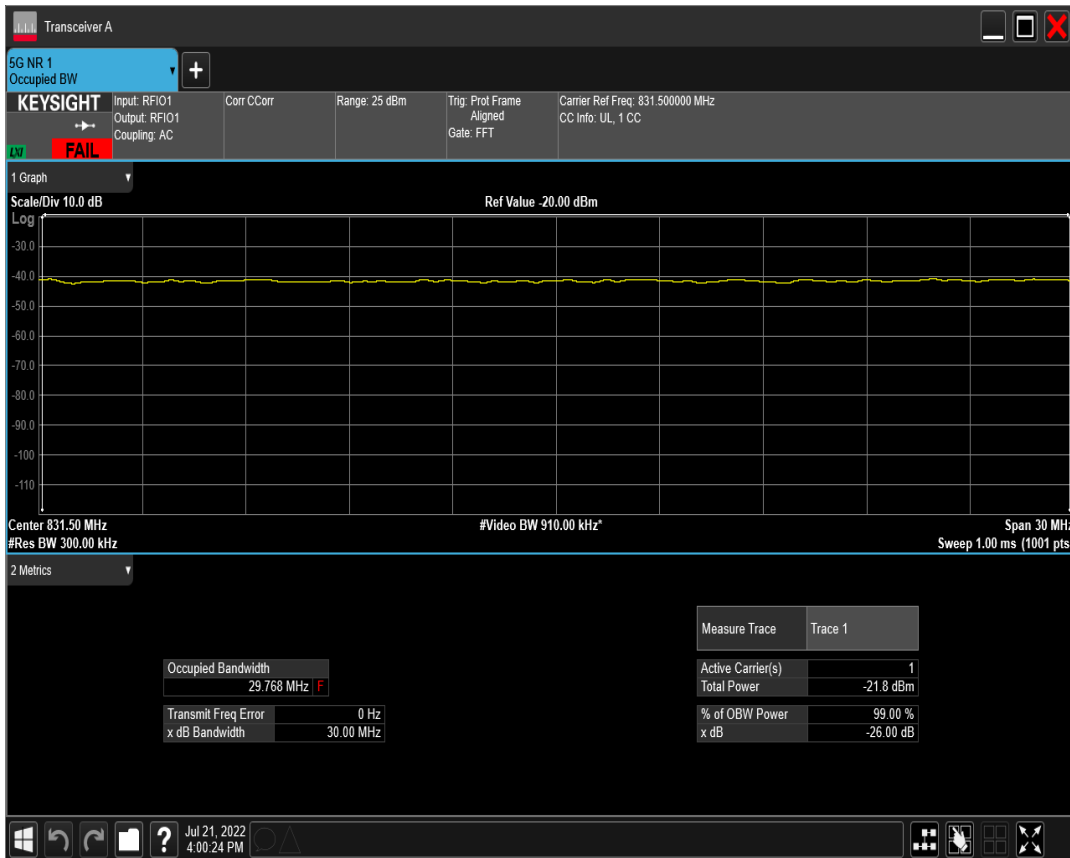 Transceiver A
5G NR 1
Occupied BW
+
KEYSIGHT
LXI
FAIL
Input: RFIO1
Output: RFIO1
Coupling: AC
Corr CCorr
Range: 25 dBm
Trig: Prot Frame
Aligned
Gate: FFT
Carrier Ref Freq: 831.500000 MHz
CC Info: UL, 1 CC
1 Graph
Scale/Div 10.0 dB
Ref Value -20.00 dBm
Log
-30.0
-40.0
-50.0
-60.0
-70.0
-80.0
-90.0
-100
-110
Center 831.50 MHz
#Video BW 910.00 kHz*
Span 30 MHz
#Res BW 300.00 kHz
Sweep 1.00 ms (1001 pts
2 Metrics
Measure Trace Trace 1
Occupied Bandwidth
29.768 MHz F
Active Carrier(s) 1
Total Power -21.8 dBm
Transmit Freq Error 0 Hz
x dB Bandwidth 30.00 MHz
% of OBW Power 99.00 %
x dB -26.00 dB
?
Jul 21, 2022
4:00:24 PM